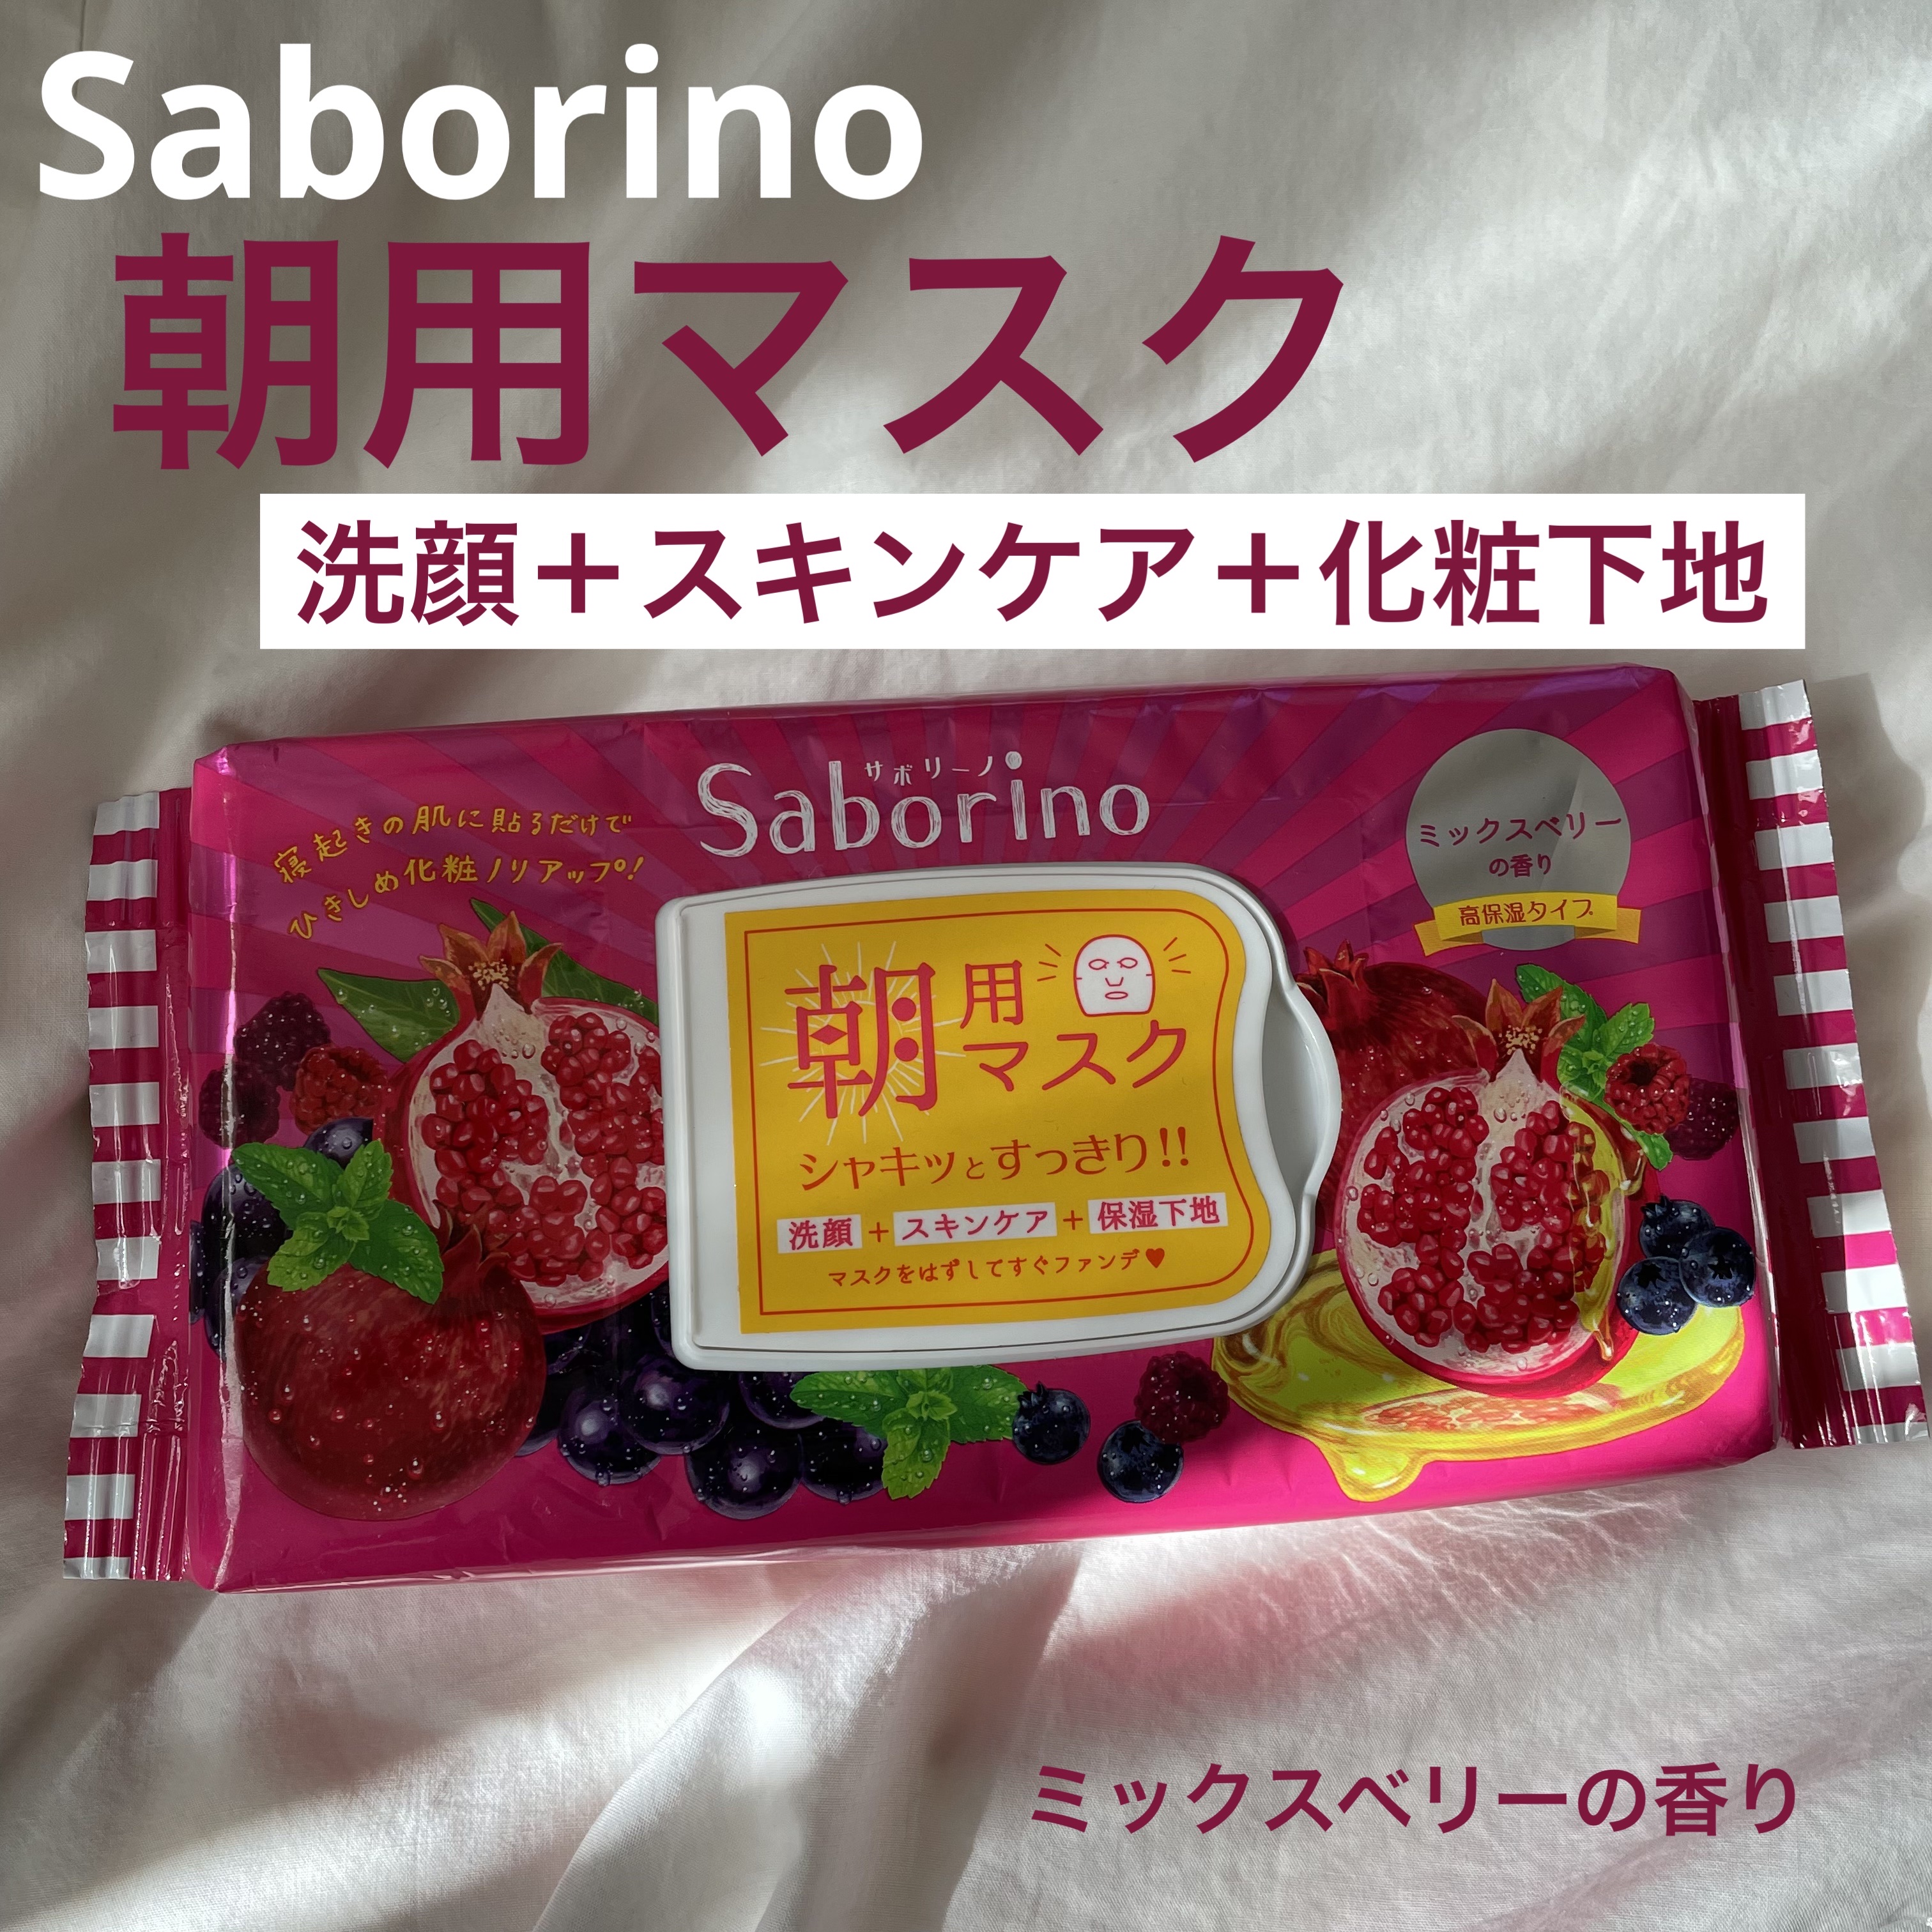 Saborino
朝用マスク
洗顔＋スキンケア＋化粧下地
サボリーノ
Saborino
寝起きの肌に貼るだけで
ひきしめ化粧ノリアップ!
ミックスベリー
の香り
高保湿タイプ
朝用
マスク
シャキッとすっきり!!
洗顔＋スキンケア＋保湿下地
マスクをはずしてすぐファンデ♥
ミックスベリーの香り